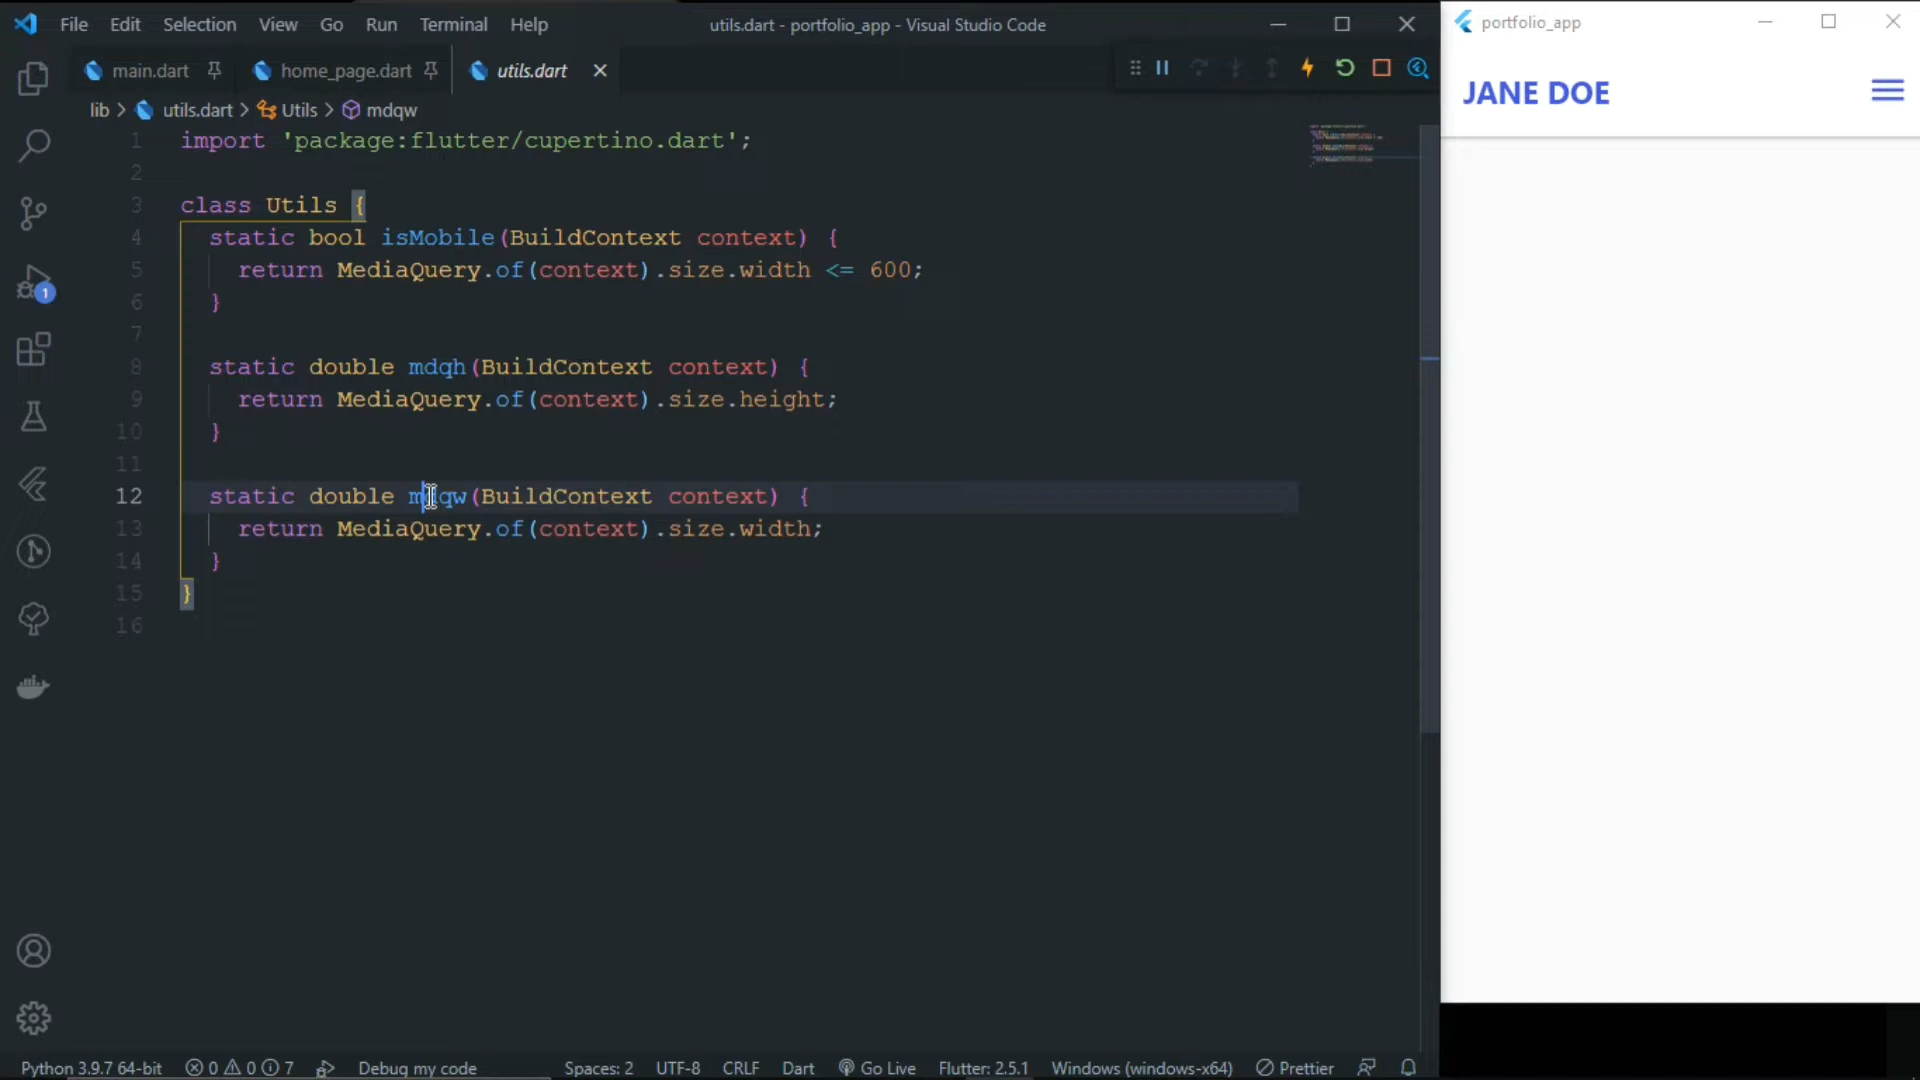 File Edit Selection View Go Run Terminal Help
utils.dart - portfolio_app - Visual Studio Code
main.dart
home_page.dart
utils.dart
lib > utils.dart > Utils > mdqw
1 import 'package:flutter/cupertino.dart';
2
3 class Utils {
4 static bool isMobile(BuildContext context) {
5 return MediaQuery.of(context).size.width <= 600;
6 }
7
8 static double mdqh(BuildContext context) {
9 return MediaQuery.of(context).size.height;
10 }
11
12 static double mdqw(BuildContext context) {
13 return MediaQuery.of(context).size.width;
14 }
15 }
16
1
Python 3.9.7 64-bit 0 0 7 Debug my code
Spaces: 2 UTF-8 CRLF Dart Go Live Flutter: 2.5.1 Windows (windows-x64) Prettier
portfolio_app
JANE DOE